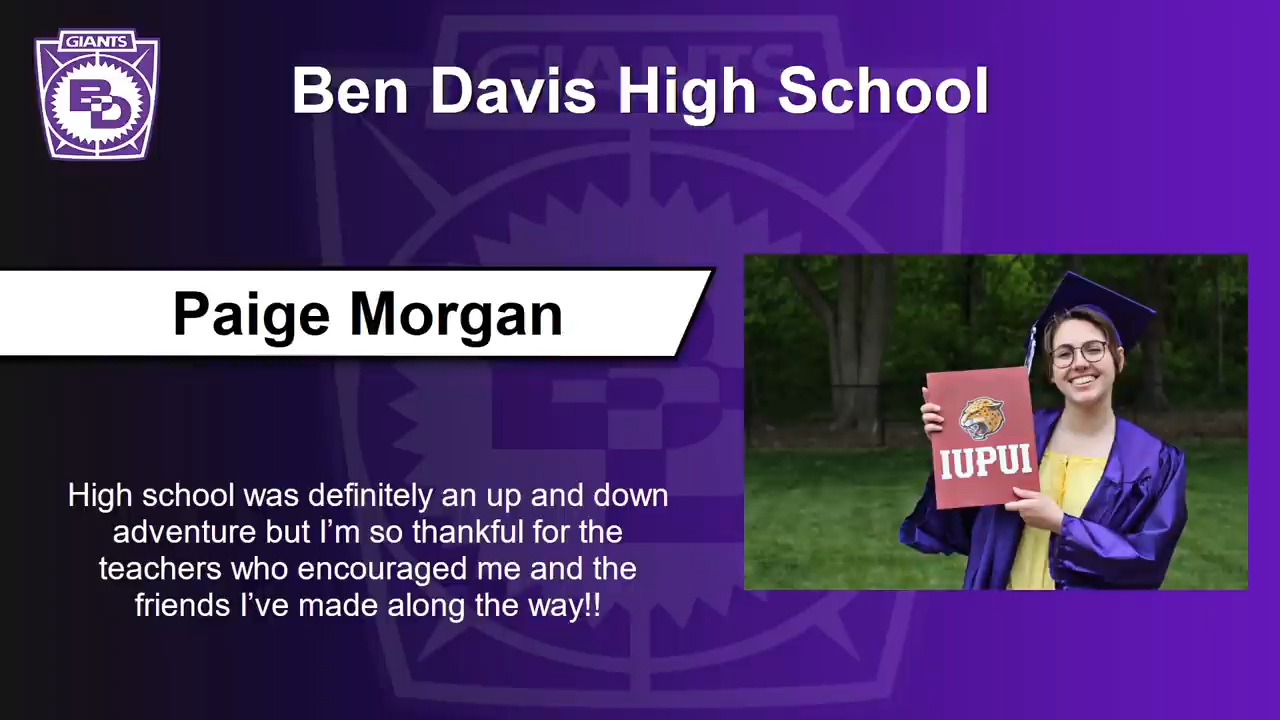 GIANTS
BD
GIANTS
Ben Davis High School
Paige Morgan
IUPUI
High school was definitely an up and down
adventure but I’m so thankful for the
teachers who encouraged me and the
friends I’ve made along the way!!